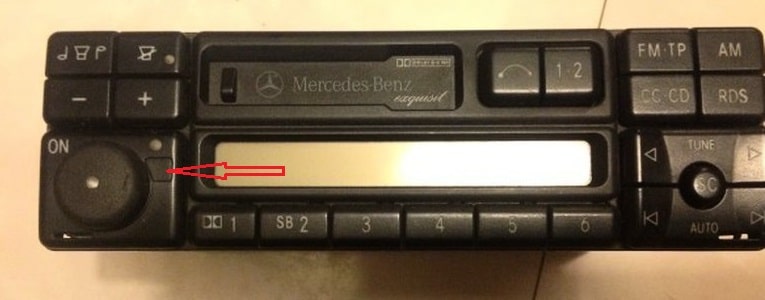 1·2
FM·TP
AM
Mercedes-Benz
exquisit
−
+
CC·CD
RDS
ON
TUNE
SC
1
SB 2
3
4
5
6
AUTO